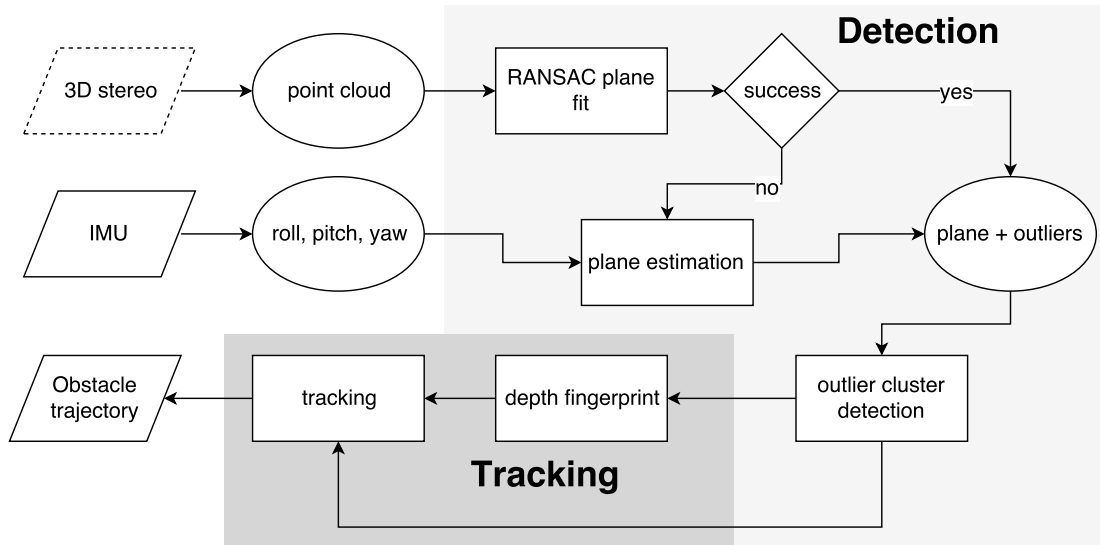 Detection
3D stereo
point cloud
RANSAC plane
fit
success
yes
no
IMU
roll, pitch, yaw
plane estimation
plane + outliers
Obstacle
trajectory
tracking
depth fingerprint
outlier cluster
detection
Tracking